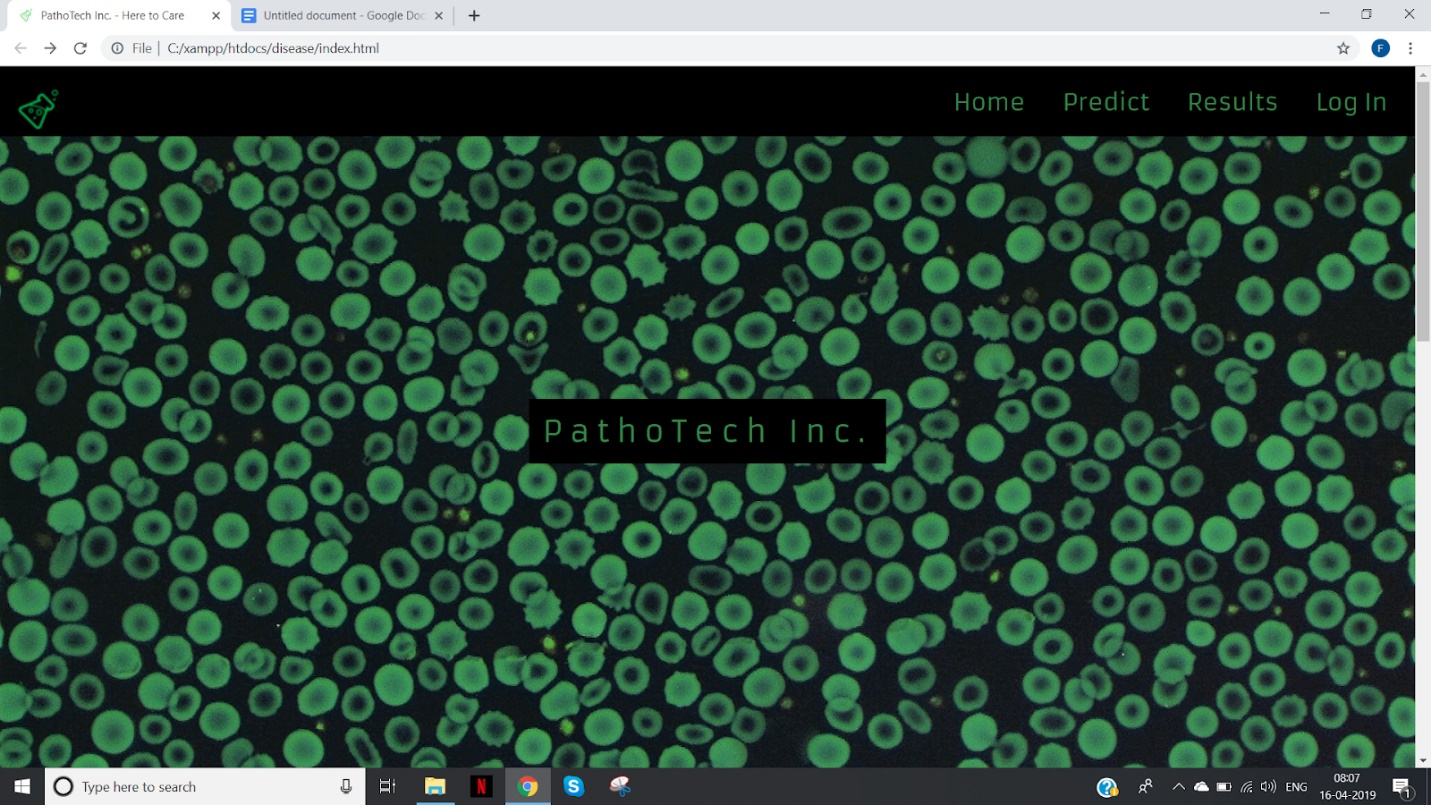 PathoTech Inc. - Here to Care
Untitled document - Google Doc
File | C:/xampp/htdocs/disease/index.html
F
Home Predict Results Log In
PathoTech Inc.
Type here to search
N
S
ENG
08:07
16-04-2019
1